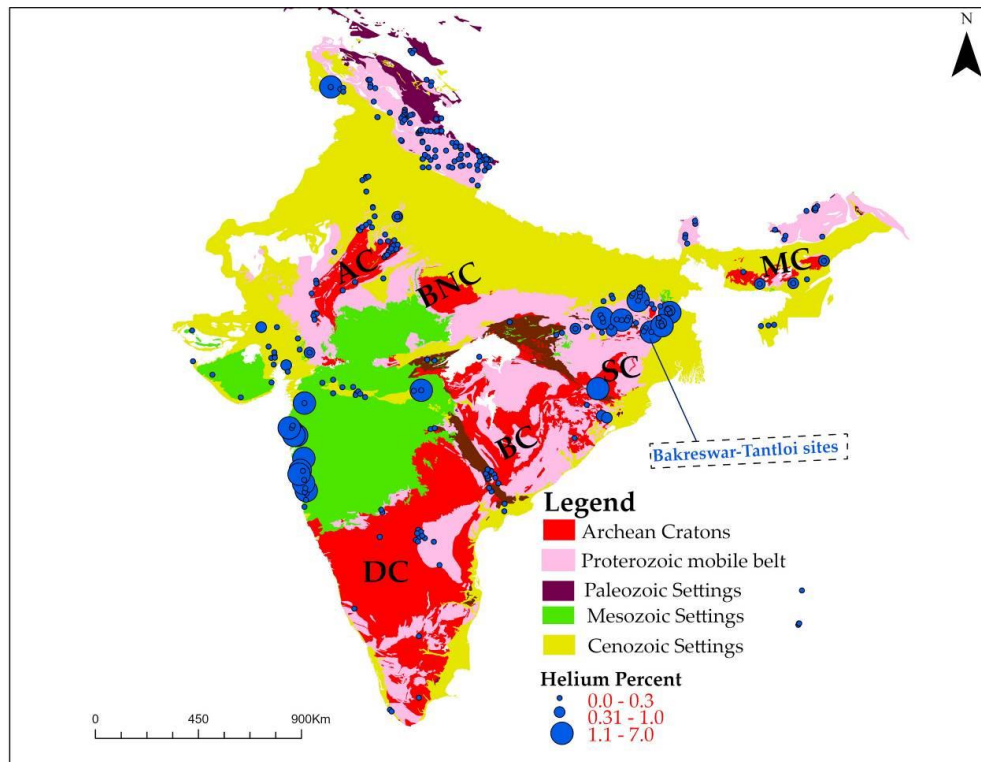 N
AC
BNC
MC
SC
BC
Bakreswar-Tantloi sites
DC
Legend
Archean Cratons
Proterozoic mobile belt
Paleozoic Settings
Mesozoic Settings
Cenozoic Settings
Helium Percent
0.0 - 0.3
0.31 - 1.0
1.1 - 7.0
0 450 900Km